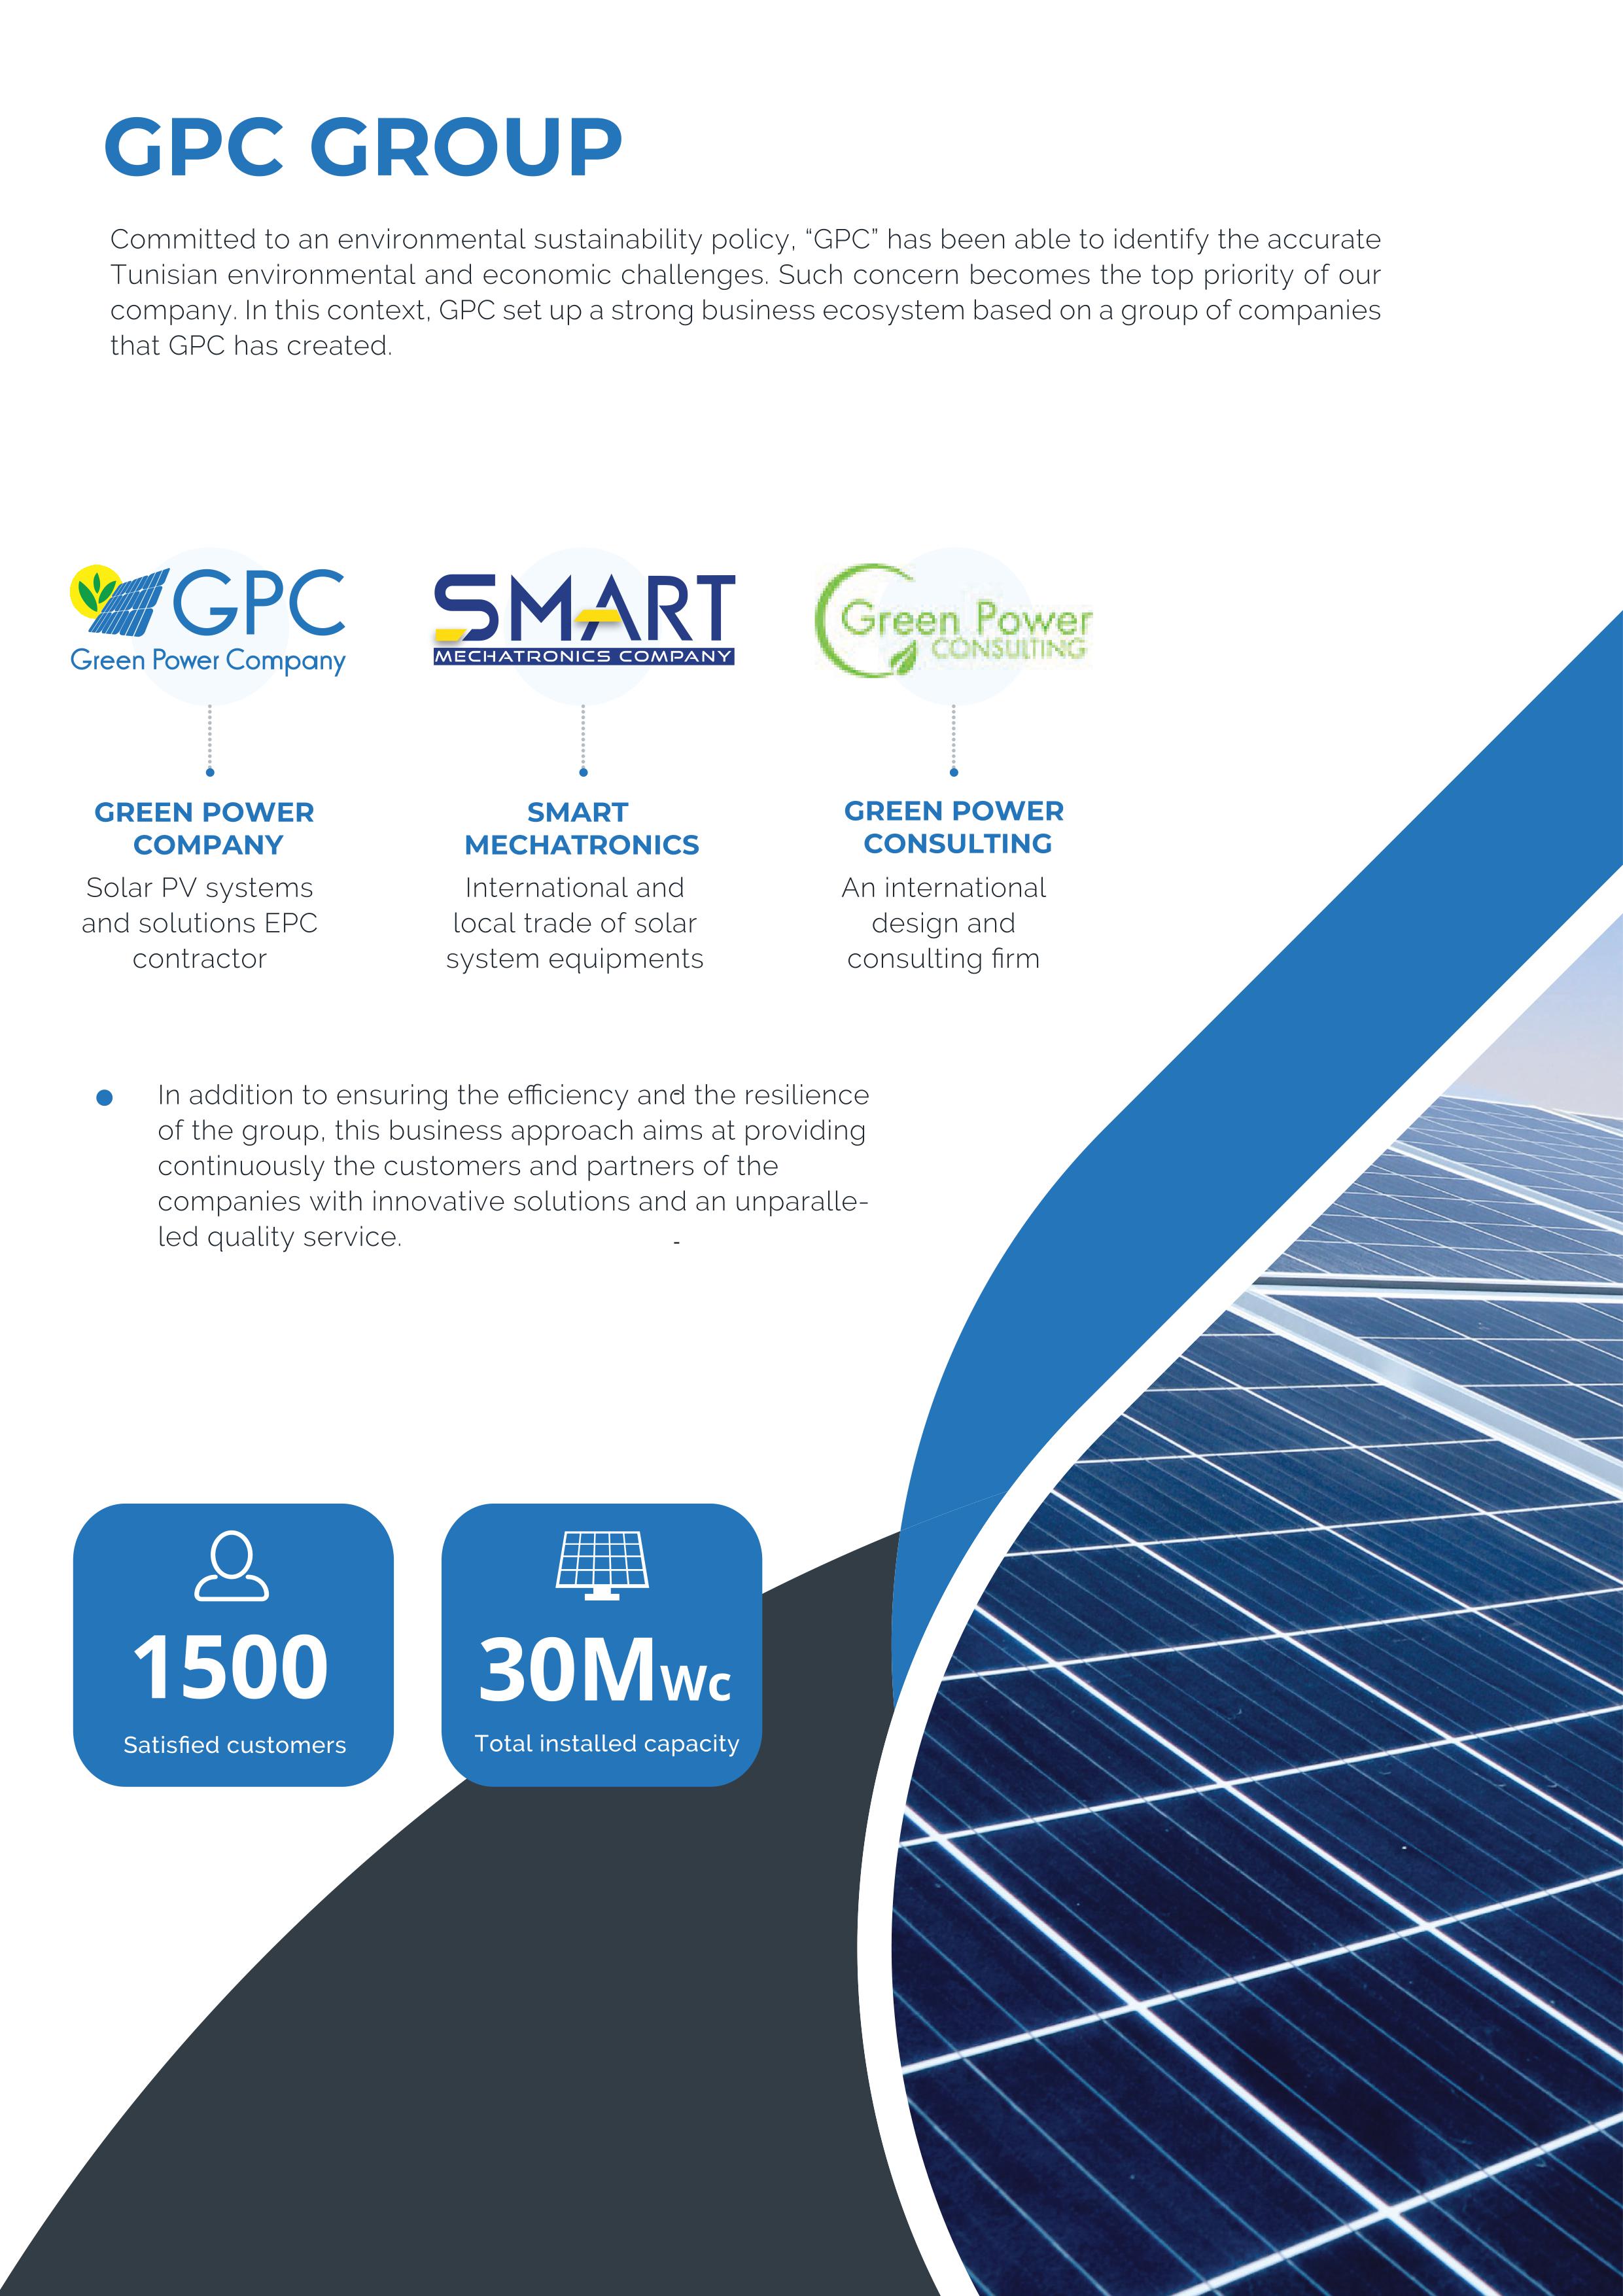 GPC GROUP
Committed to an environmental sustainability policy, “GPC” has been able to identify the accurate
Tunisian environmental and economic challenges. Such concern becomes the top priority of our
company. In this context, GPC set up a strong business ecosystem based on a group of companies
that GPC has created.
GPC
Green Power Company
SMART
MECHATRONICS COMPANY
Green Power
CONSULTING
GREEN POWER
COMPANY
Solar PV systems
and solutions EPC
contractor
SMART
MECHATRONICS
International and
local trade of solar
system equipments
GREEN POWER
CONSULTING
An international
design and
consulting firm
In addition to ensuring the efficiency and the resilience
of the group, this business approach aims at providing
continuously the customers and partners of the
companies with innovative solutions and an unparalle-
led quality service.
-
1500
Satisfied customers
30MWc
Total installed capacity